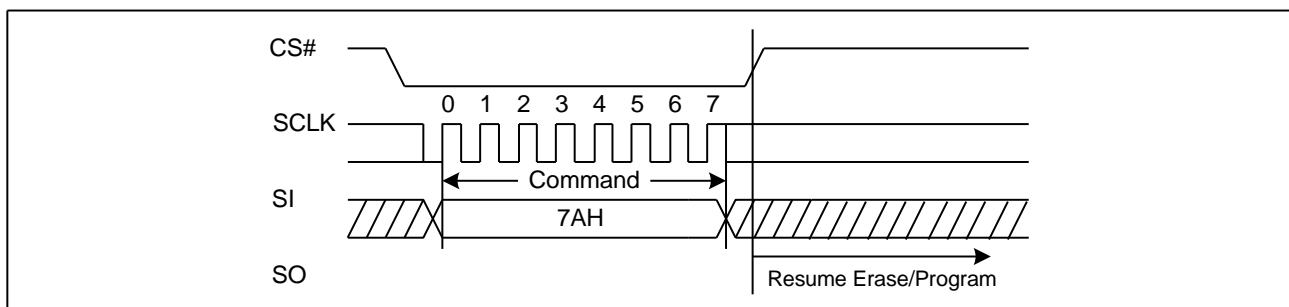 CS#
0 1 2 3 4 5 6 7
SCLK
Command
SI
7AH
SO
Resume Erase/Program